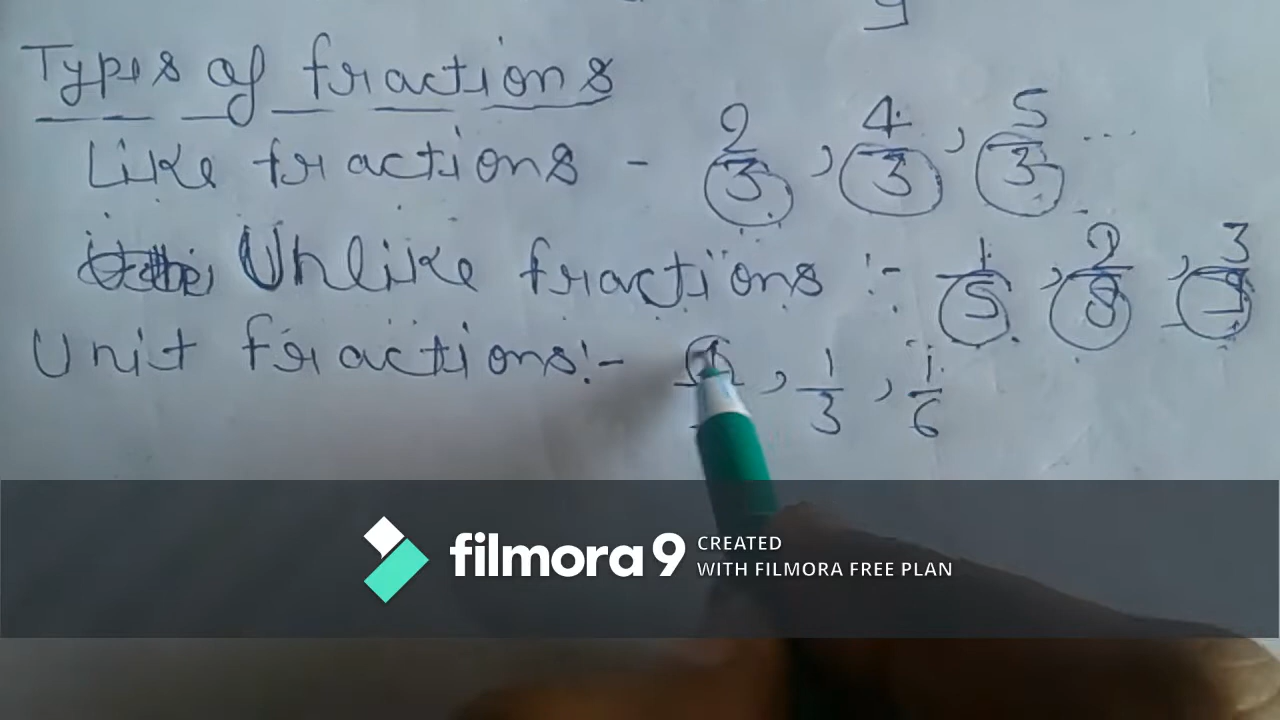 Types of fractions
Like fractions - 2/3, 4/3, 5/3 ...
Unlike fractions :- 1/5, 2/8, 3/9
Unit fractions :- 1/, 1/3, 1/6
filmora 9 CREATED
WITH FILMORA FREE PLAN